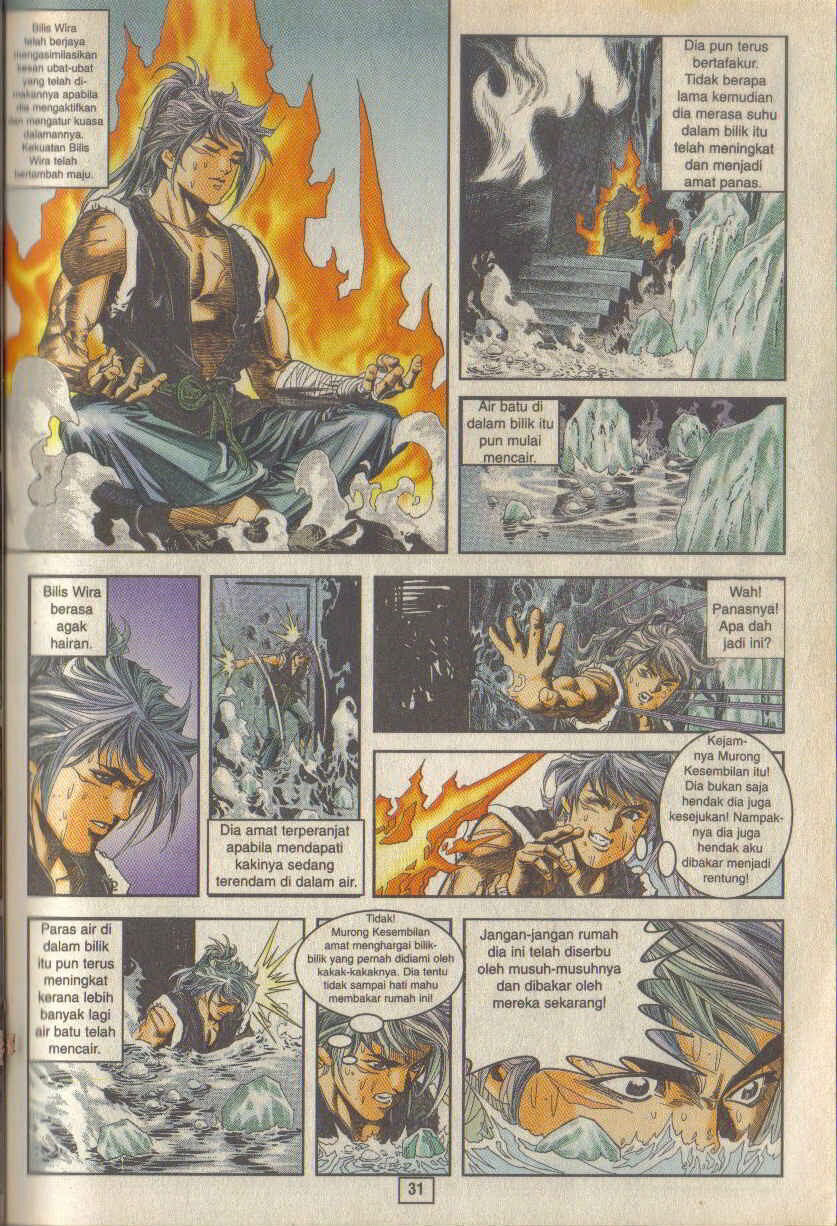 Bilis Wira
telah berjaya
mengasimilasikan
kesan ubat-ubat
yang telah di-
makannya apabila
dia mengaktifkan
dan mengatur kuasa
dalamannya.
Kekuatan Bilis
Wira telah
bertambah maju.
Dia pun terus
bertafakur.
Tidak berapa
lama kemudian
dia merasa suhu
dalam bilik itu
telah meningkat
dan menjadi
amat panas.
Air batu di
dalam bilik itu
pun mulai
mencair.
Bilis Wira
berasa
agak
hairan.
Dia amat terperanjat
apabila mendapati
kakinya sedang
terendam di dalam air.
Wah!
Panasnya!
Apa dah
jadi ini?
Kejam-
nya Murong
Kesembilan itu!
Dia bukan saja
hendak dia juga
kesejukan! Nampak-
nya dia juga
hendak aku
dibakar menjadi
rentung!
Paras air di
dalam bilik
itu pun terus
meningkat
kerana lebih
banyak lagi
air batu telah
mencair.
Tidak!
Murong Kesembilan
amat menghargai bilik-
bilik yang pernah didiami oleh
kakak-kakaknya. Dia tentu
tidak sampai hati mahu
membakar rumah ini!
Jangan-jangan rumah
dia ini telah diserbu
oleh musuh-musuhnya
dan dibakar oleh
mereka sekarang!
31